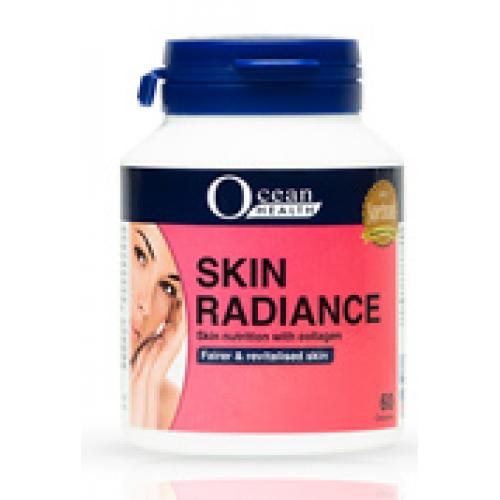 Ocean
HEALTH
SKIN
RADIANCE
Skin nutrition with collagen
Fairer & revitalised skin
60